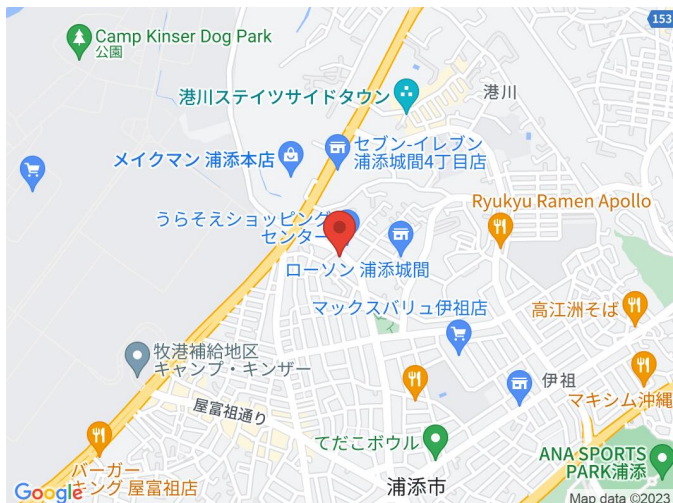 153
Camp Kinser Dog Park
公園
港川ステイツサイドタウン
港川
メイクマン 浦添本店
セブン-イレブン
浦添城間4丁目店
うらそえショッピング
センター
Ryukyu Ramen Apollo
ローソン 浦添城間
マックスバリュ伊祖店
高江洲そば
牧港補給地区
キャンプ・キンザー
屋富祖通り
伊祖
マキシム沖縄
てだこボウル
バーガー
キング 屋富祖店
浦添市
ANA SPORTS
PARK浦添
Google
Map data ©2023